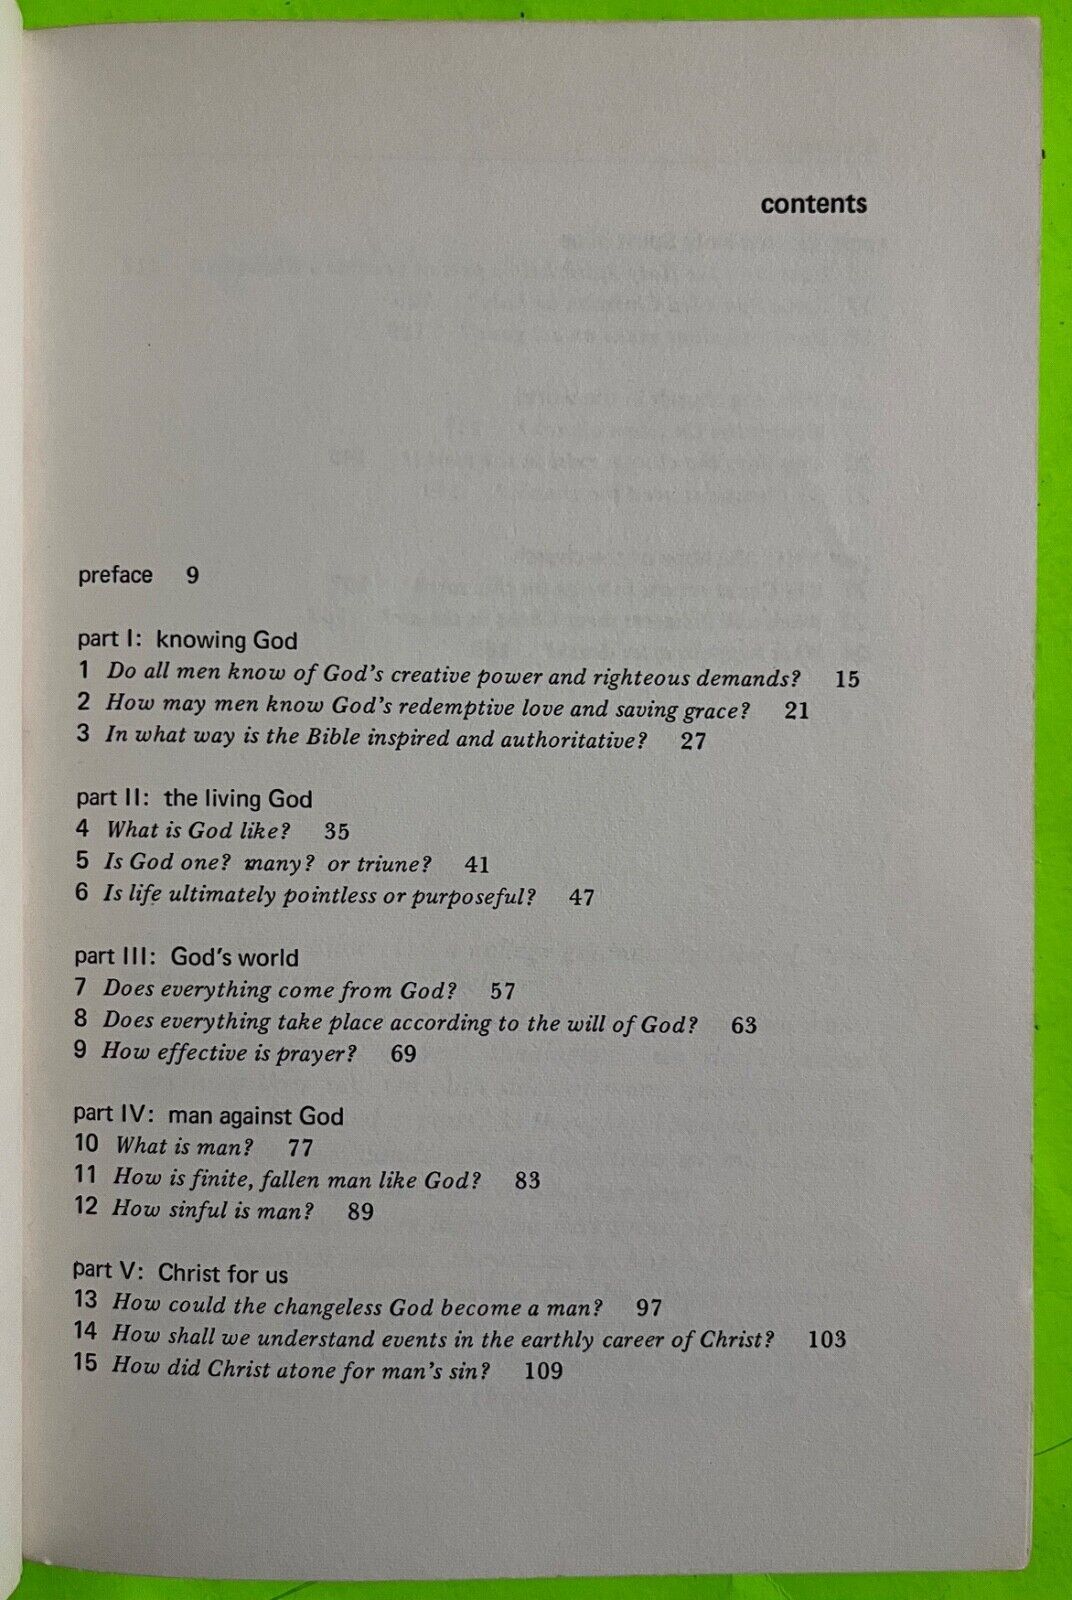 contents
preface 9
part I: knowing God
1 Do all men know of God's creative power and righteous demands? 15
2 How may men know God's redemptive love and saving grace? 21
3 In what way is the Bible inspired and authoritative? 27
part II: the living God
4 What is God like? 35
5 Is God one? many? or triune? 41
6 Is life ultimately pointless or purposeful? 47
part III: God's world
7 Does everything come from God? 57
8 Does everything take place according to the will of God? 63
9 How effective is prayer? 69
part IV: man against God
10 What is man? 77
11 How is finite, fallen man like God? 83
12 How sinful is man? 89
part V: Christ for us
13 How could the changeless God become a man? 97
14 How shall we understand events in the earthly career of Christ? 103
15 How did Christ atone for man's sin? 109